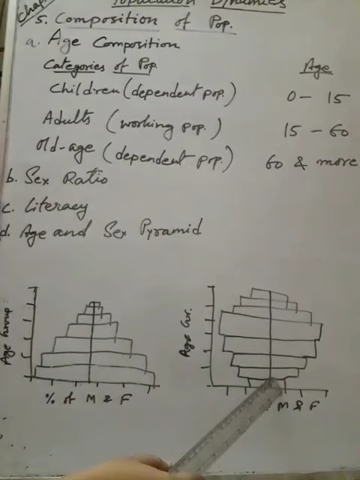 Chap
Population Dynamics
5. Composition of Pop.
a. Age Composition
Categories of Pop. Age
Children (dependent pop.) 0 - 15
Adults (working pop.) 15 - 60
Old-age (dependent pop.) 60 & more
b. Sex Ratio
c. Literacy
d. Age and Sex Pyramid
Age Group
% of M & F
Age Gr.
M & F